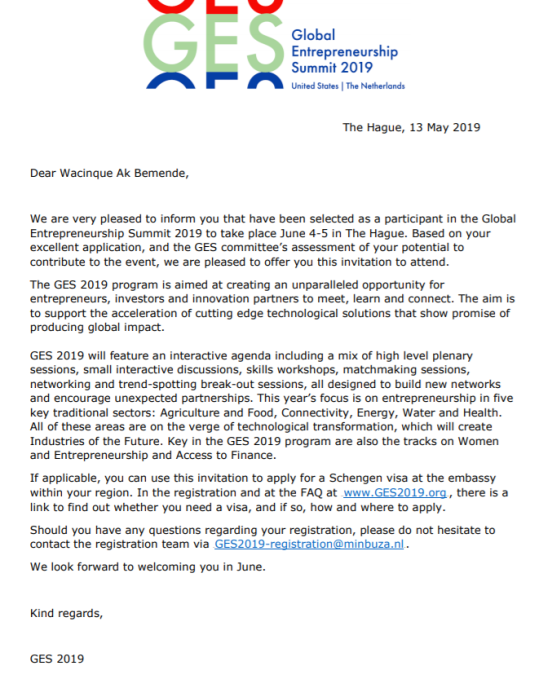 GES
GES
GES
Global
Entrepreneurship
Summit 2019
United States | The Netherlands
The Hague, 13 May 2019
Dear Wacinque Ak Bemende,
We are very pleased to inform you that have been selected as a participant in the Global
Entrepreneurship Summit 2019 to take place June 4-5 in The Hague. Based on your
excellent application, and the GES committee's assessment of your potential to
contribute to the event, we are pleased to offer you this invitation to attend.
The GES 2019 program is aimed at creating an unparalleled opportunity for
entrepreneurs, investors and innovation partners to meet, learn and connect. The aim is
to support the acceleration of cutting edge technological solutions that show promise of
producing global impact.
GES 2019 will feature an interactive agenda including a mix of high level plenary
sessions, small interactive discussions, skills workshops, matchmaking sessions,
networking and trend-spotting break-out sessions, all designed to build new networks
and encourage unexpected partnerships. This year's focus is on entrepreneurship in five
key traditional sectors: Agriculture and Food, Connectivity, Energy, Water and Health.
All of these areas are on the verge of technological transformation, which will create
Industries of the Future. Key in the GES 2019 program are also the tracks on Women
and Entrepreneurship and Access to Finance.
If applicable, you can use this invitation to apply for a Schengen visa at the embassy
within your region. In the registration and at the FAQ at www.GES2019.org , there is a
link to find out whether you need a visa, and if so, how and where to apply.
Should you have any questions regarding your registration, please do not hesitate to
contact the registration team via GES2019-registration@minbuza.nl .
We look forward to welcoming you in June.
Kind regards,
GES 2019